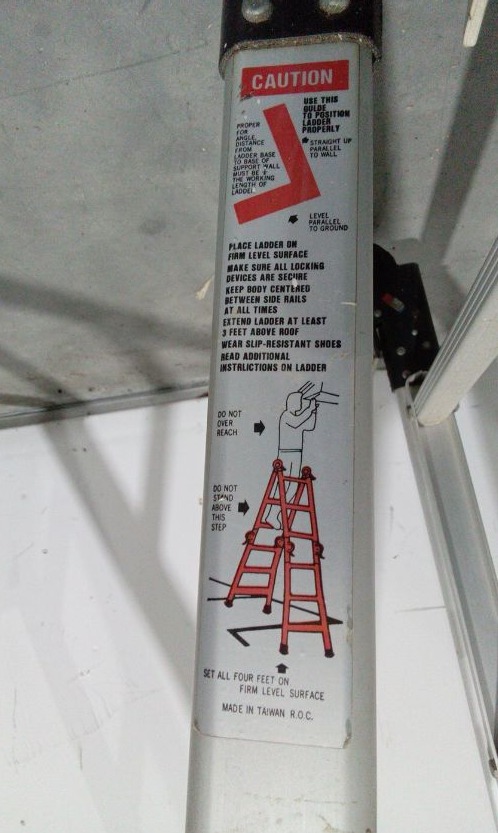 CAUTION
USE THIS
GUIDE
TO POSITION
LADDER
PROPERLY
PROPER
FOR
ANGLE,
DISTANCE
FROM
LADDER BASE
TO BASE OF
SUPPORT WALL
MUST BE
THE WORKING
LENGTH OF
LADDER
STRAIGHT UP
PARALLEL
TO WALL
LEVEL
PARALLEL
TO GROUND
PLACE LADDER ON
FIRM LEVEL SURFACE
MAKE SURE ALL LOCKING
DEVICES ARE SECURE
KEEP BODY CENTERED
BETWEEN SIDE RAILS
AT ALL TIMES
EXTEND LADDER AT LEAST
3 FEET ABOVE ROOF
WEAR SLIP-RESISTANT SHOES
READ ADDITIONAL
INSTRLICTIONS ON LADDER
DO NOT
OVER
REACH
DO NOT
STAND
ABOVE
THIS
STEP
SET ALL FOUR FEET ON
FIRM LEVEL SURFACE
MADE IN TAIWAN R.O.C.